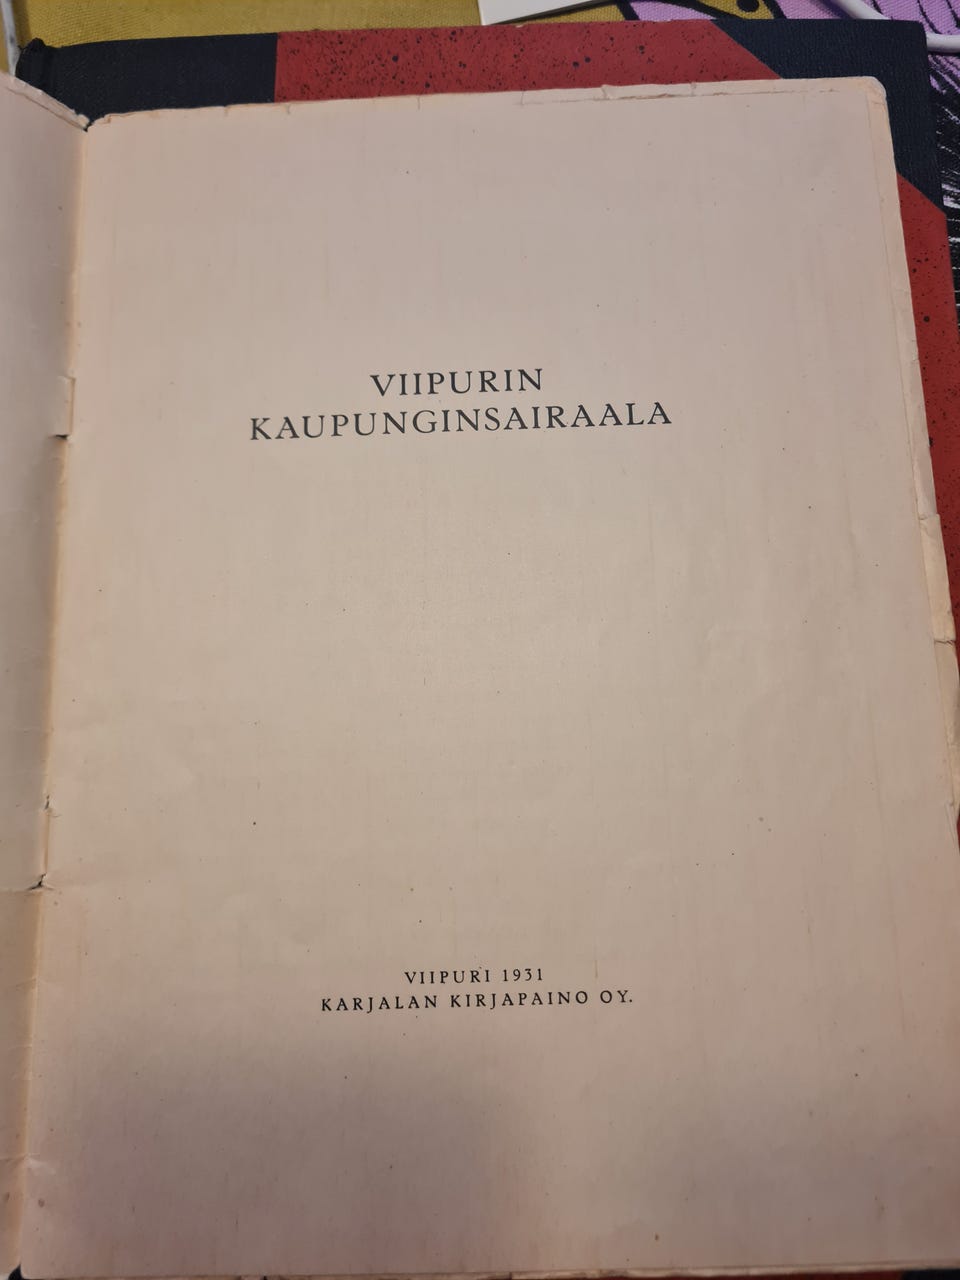 VIIPURIN
KAUPUNGINSAIRAALA
VIIPURI 1931
KARJALAN KIRJAPAINO OY.